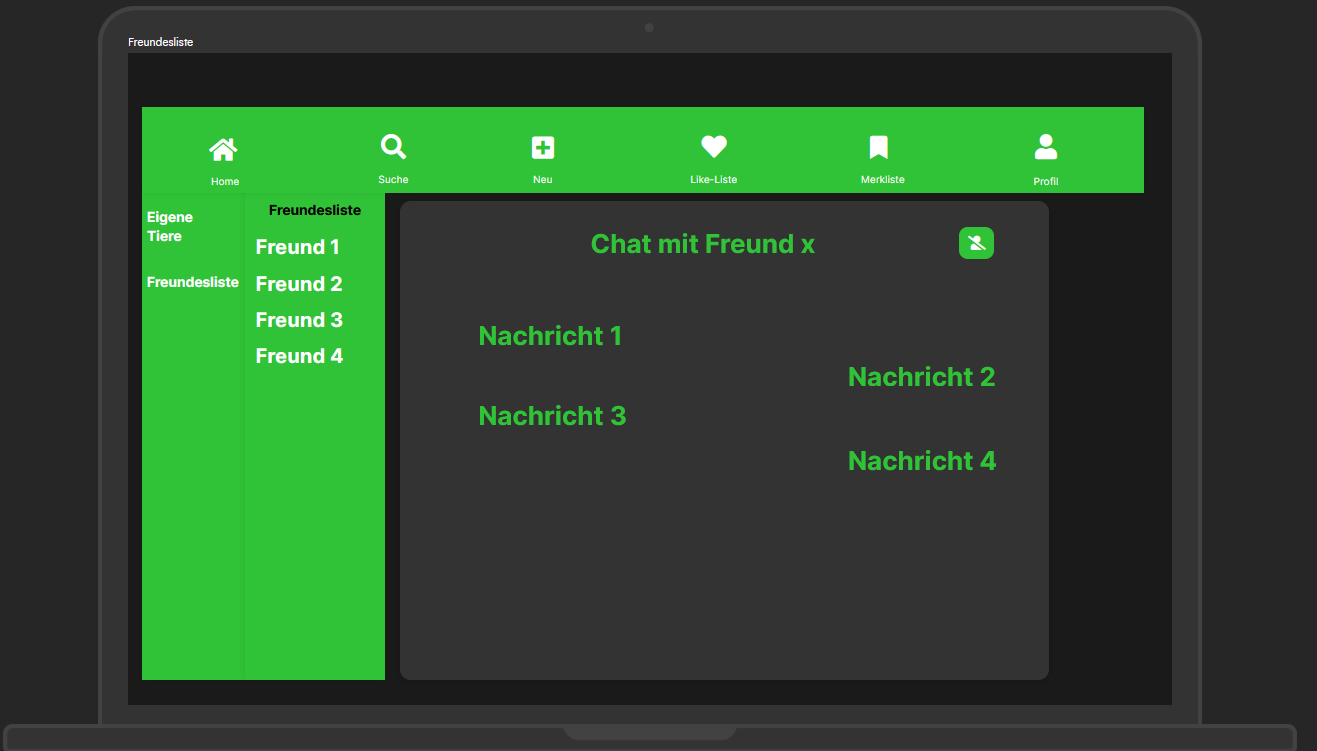 Freundesliste
Home
Suche
Neu
Like-Liste
Merkliste
Profil
Eigene
Tiere
Freundesliste
Freundesliste
Freund 1
Freund 2
Freund 3
Freund 4
Chat mit Freund x
Nachricht 1
Nachricht 2
Nachricht 3
Nachricht 4